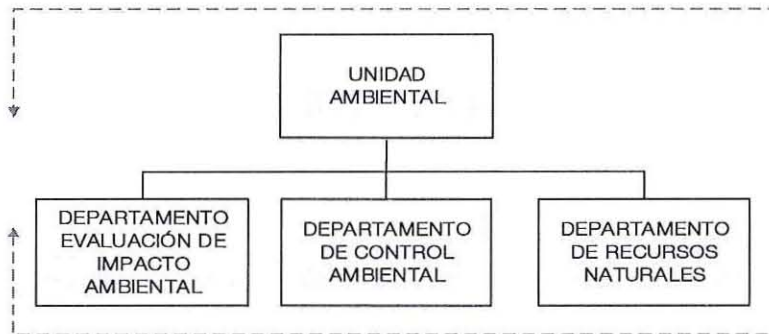 UNIDAD
AMBIENTAL
DEPARTAMENTO
EVALUACIÓN DE
IMPACTO
AMBIENTAL
DEPARTAMENTO
DE CONTROL
AMBIENTAL
DEPARTAMENTO
DE RECURSOS
NATURALES